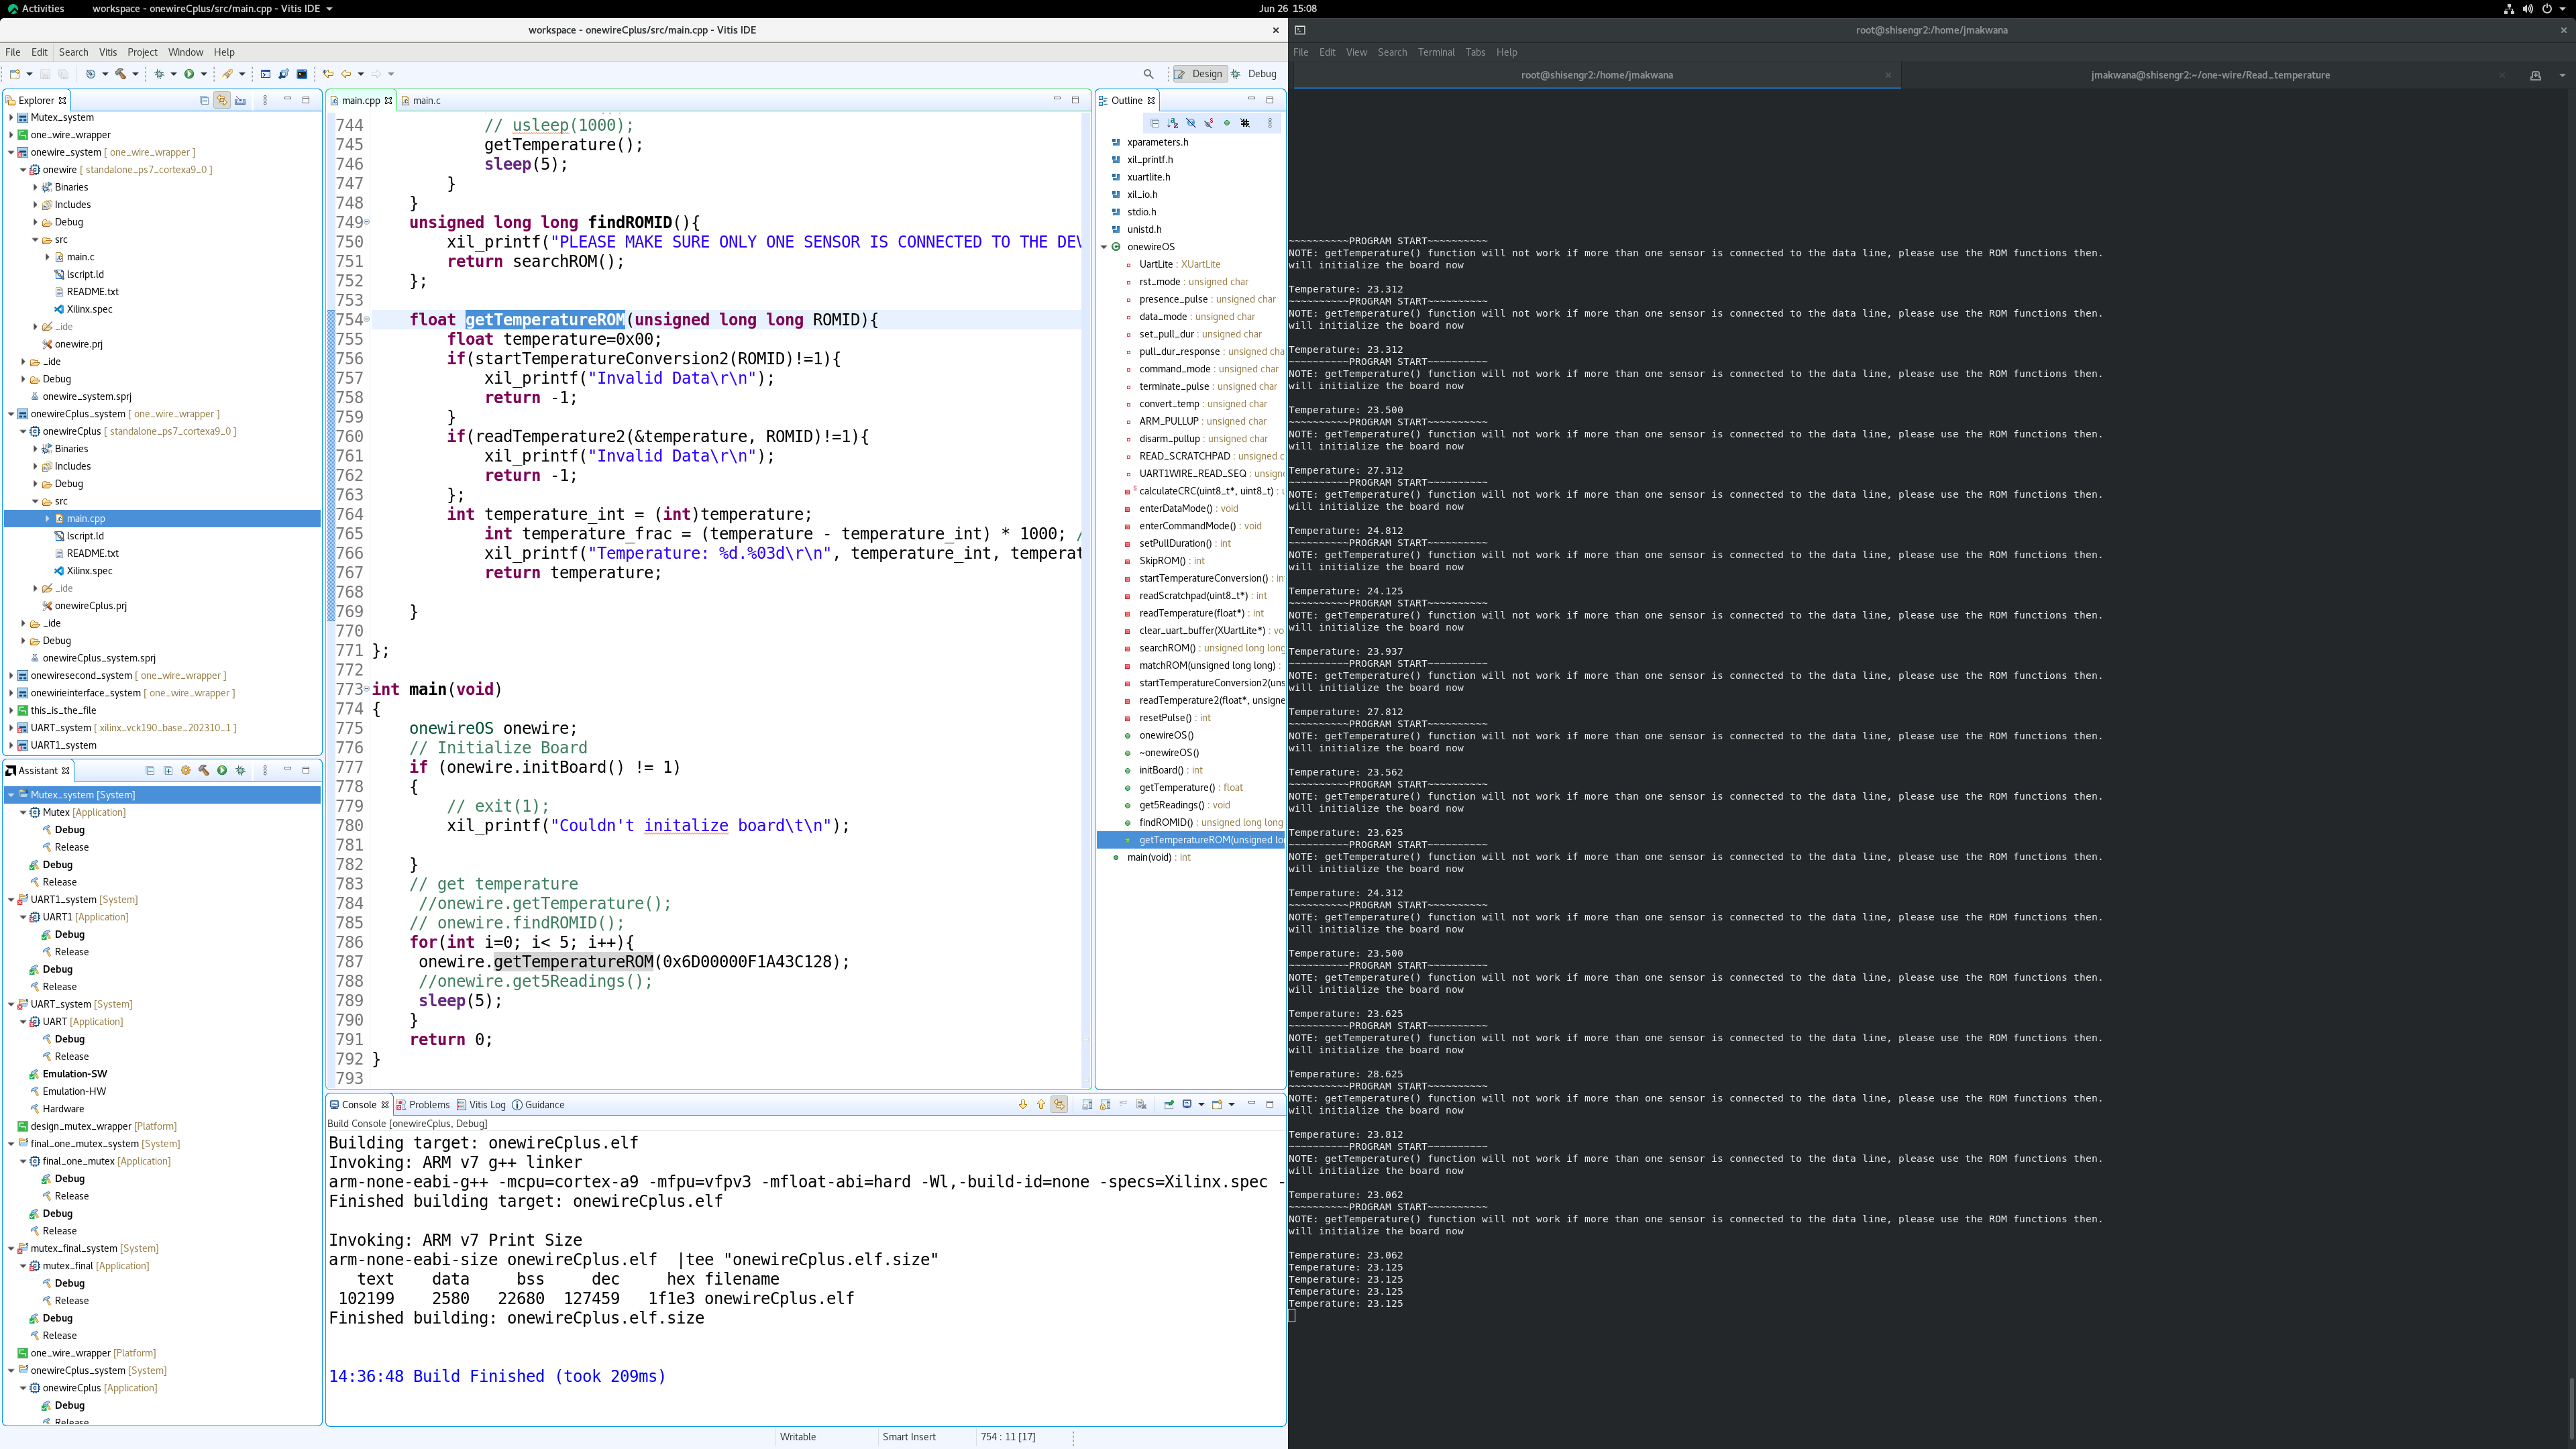 Activities
workspace - onewireCplus/src/main.cpp - Vitis IDE
Jun 26 15:08
workspace - onewireCplus/src/main.cpp - Vitis IDE
File Edit Search Vitis Project Window Help
Design Debug
Explorer
Mutex_system
one_wire_wrapper
onewire_system [ one_wire_wrapper ]
onewire [ standalone_ps7_cortexa9_0 ]
Binaries
Includes
Debug
src
main.c
lscript.ld
README.txt
Xilinx.spec
_ide
onewire.prj
_ide
Debug
onewire_system.sprj
onewireCplus_system [ one_wire_wrapper ]
onewireCplus [ standalone_ps7_cortexa9_0 ]
Binaries
Includes
Debug
src
main.cpp
lscript.ld
README.txt
Xilinx.spec
_ide
onewireCplus.prj
_ide
Debug
onewireCplus_system.sprj
onewiresecond_system [ one_wire_wrapper ]
onewirieinterface_system [ one_wire_wrapper ]
this_is_the_file
UART_system [ xilinx_vck190_base_202310_1 ]
UART1_system
Assistant
Mutex_system [System]
Mutex [Application]
Debug
Release
Debug
Release
UART1_system [System]
UART1 [Application]
Debug
Release
Debug
Release
UART_system [System]
UART [Application]
Debug
Release
Emulation-SW
Emulation-HW
Hardware
design_mutex_wrapper [Platform]
final_one_mutex_system [System]
final_one_mutex [Application]
Debug
Release
Debug
Release
mutex_final_system [System]
mutex_final [Application]
Debug
Release
Debug
Release
one_wire_wrapper [Platform]
onewireCplus_system [System]
onewireCplus [Application]
Debug
Release
main.cpp main.c
744 // usleep(1000);
745 getTemperature();
746 sleep(5);
747 }
748 }
749 unsigned long long findROMID(){
750 xil_printf("PLEASE MAKE SURE ONLY ONE SENSOR IS CONNECTED TO THE DEV
751 return searchROM();
752 };
753
754 float getTemperatureROM(unsigned long long ROMID){
755 float temperature=0x00;
756 if(startTemperatureConversion2(ROMID)!=1){
757 xil_printf("Invalid Data\r\n");
758 return -1;
759 }
760 if(readTemperature2(&temperature, ROMID)!=1){
761 xil_printf("Invalid Data\r\n");
762 return -1;
763 };
764 int temperature_int = (int)temperature;
765 int temperature_frac = (temperature - temperature_int) * 1000; /
766 xil_printf("Temperature: %d.%03d\r\n", temperature_int, temperat
767 return temperature;
768
769 }
770
771 };
772
773 int main(void)
774 {
775 onewireOS onewire;
776 // Initialize Board
777 if (onewire.initBoard() != 1)
778 {
779 // exit(1);
780 xil_printf("Couldn't initalize board\t\n");
781
782 }
783 // get temperature
784 //onewire.getTemperature();
785 // onewire.findROMID();
786 for(int i=0; i< 5; i++){
787 onewire.getTemperatureROM(0x6D00000F1A43C128);
788 //onewire.get5Readings();
789 sleep(5);
790 }
791 return 0;
792 }
793
Outline
xparameters.h
xil_printf.h
xuartlite.h
xil_io.h
stdio.h
unistd.h
onewireOS
UartLite : XUartLite
rst_mode : unsigned char
presence_pulse : unsigned char
data_mode : unsigned char
set_pull_dur : unsigned char
pull_dur_response : unsigned cha
command_mode : unsigned char
terminate_pulse : unsigned char
convert_temp : unsigned char
ARM_PULLUP : unsigned char
disarm_pullup : unsigned char
READ_SCRATCHPAD : unsigned c
UART1WIRE_READ_SEQ : unsigne
calculateCRC(uint8_t*, uint8_t) : u
enterDataMode() : void
enterCommandMode() : void
setPullDuration() : int
SkipROM() : int
startTemperatureConversion() : in
readScratchpad(uint8_t*) : int
readTemperature(float*) : int
clear_uart_buffer(XUartLite*) : vo
searchROM() : unsigned long long
matchROM(unsigned long long) :
startTemperatureConversion2(uns
readTemperature2(float*, unsigne
resetPulse() : int
onewireOS()
~onewireOS()
initBoard() : int
getTemperature() : float
get5Readings() : void
findROMID() : unsigned long long
getTemperatureROM(unsigned lo
main(void) : int
Console Problems Vitis Log Guidance
Build Console [onewireCplus, Debug]
Building target: onewireCplus.elf
Invoking: ARM v7 g++ linker
arm-none-eabi-g++ -mcpu=cortex-a9 -mfpu=vfpv3 -mfloat-abi=hard -Wl,-build-id=none -specs=Xilinx.spec -
Finished building target: onewireCplus.elf
Invoking: ARM v7 Print Size
arm-none-eabi-size onewireCplus.elf |tee "onewireCplus.elf.size"
text data bss dec hex filename
102199 2580 22680 127459 1f1e3 onewireCplus.elf
Finished building: onewireCplus.elf.size
14:36:48 Build Finished (took 209ms)
Writable Smart Insert 754 : 11 [17]
root@shisengr2:/home/jmakwana
File Edit View Search Terminal Tabs Help
root@shisengr2:/home/jmakwana
jmakwana@shisengr2:~/one-wire/Read_temperature
~~~~~~~~~~PROGRAM START~~~~~~~~~~
NOTE: getTemperature() function will not work if more than one sensor is connected to the data line, please use the ROM functions then.
will initialize the board now
Temperature: 23.312
~~~~~~~~~~PROGRAM START~~~~~~~~~~
NOTE: getTemperature() function will not work if more than one sensor is connected to the data line, please use the ROM functions then.
will initialize the board now
Temperature: 23.312
~~~~~~~~~~PROGRAM START~~~~~~~~~~
NOTE: getTemperature() function will not work if more than one sensor is connected to the data line, please use the ROM functions then.
will initialize the board now
Temperature: 23.500
~~~~~~~~~~PROGRAM START~~~~~~~~~~
NOTE: getTemperature() function will not work if more than one sensor is connected to the data line, please use the ROM functions then.
will initialize the board now
Temperature: 27.312
~~~~~~~~~~PROGRAM START~~~~~~~~~~
NOTE: getTemperature() function will not work if more than one sensor is connected to the data line, please use the ROM functions then.
will initialize the board now
Temperature: 24.812
~~~~~~~~~~PROGRAM START~~~~~~~~~~
NOTE: getTemperature() function will not work if more than one sensor is connected to the data line, please use the ROM functions then.
will initialize the board now
Temperature: 24.125
~~~~~~~~~~PROGRAM START~~~~~~~~~~
NOTE: getTemperature() function will not work if more than one sensor is connected to the data line, please use the ROM functions then.
will initialize the board now
Temperature: 23.937
~~~~~~~~~~PROGRAM START~~~~~~~~~~
NOTE: getTemperature() function will not work if more than one sensor is connected to the data line, please use the ROM functions then.
will initialize the board now
Temperature: 27.812
~~~~~~~~~~PROGRAM START~~~~~~~~~~
NOTE: getTemperature() function will not work if more than one sensor is connected to the data line, please use the ROM functions then.
will initialize the board now
Temperature: 23.562
~~~~~~~~~~PROGRAM START~~~~~~~~~~
NOTE: getTemperature() function will not work if more than one sensor is connected to the data line, please use the ROM functions then.
will initialize the board now
Temperature: 23.625
~~~~~~~~~~PROGRAM START~~~~~~~~~~
NOTE: getTemperature() function will not work if more than one sensor is connected to the data line, please use the ROM functions then.
will initialize the board now
Temperature: 24.312
~~~~~~~~~~PROGRAM START~~~~~~~~~~
NOTE: getTemperature() function will not work if more than one sensor is connected to the data line, please use the ROM functions then.
will initialize the board now
Temperature: 23.500
~~~~~~~~~~PROGRAM START~~~~~~~~~~
NOTE: getTemperature() function will not work if more than one sensor is connected to the data line, please use the ROM functions then.
will initialize the board now
Temperature: 23.625
~~~~~~~~~~PROGRAM START~~~~~~~~~~
NOTE: getTemperature() function will not work if more than one sensor is connected to the data line, please use the ROM functions then.
will initialize the board now
Temperature: 28.625
~~~~~~~~~~PROGRAM START~~~~~~~~~~
NOTE: getTemperature() function will not work if more than one sensor is connected to the data line, please use the ROM functions then.
will initialize the board now
Temperature: 23.812
~~~~~~~~~~PROGRAM START~~~~~~~~~~
NOTE: getTemperature() function will not work if more than one sensor is connected to the data line, please use the ROM functions then.
will initialize the board now
Temperature: 23.062
~~~~~~~~~~PROGRAM START~~~~~~~~~~
NOTE: getTemperature() function will not work if more than one sensor is connected to the data line, please use the ROM functions then.
will initialize the board now
Temperature: 23.062
Temperature: 23.125
Temperature: 23.125
Temperature: 23.125
Temperature: 23.125